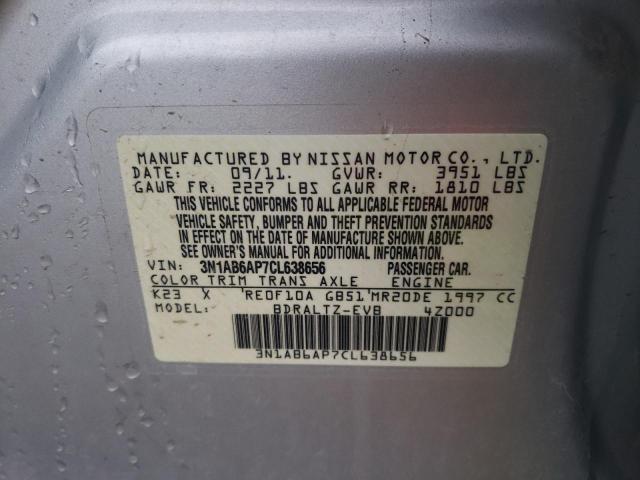 MANUFACTURED BY NISSAN MOTOR CO., LTD.
DATE: 09/11. GVWR: 3951 LBS
GAWR FR: 2227 LBS GAWR RR: 1810 LBS
THIS VEHICLE CONFORMS TO ALL APPLICABLE FEDERAL MOTOR
VEHICLE SAFETY, BUMPER AND THEFT PREVENTION STANDARDS
IN EFFECT ON THE DATE OF MANUFACTURE SHOWN ABOVE.
SEE OWNER'S MANUAL FOR ADDITIONAL INFORMATION.
VIN: 3N1AB6AP7CL638656 PASSENGER CAR.
COLOR TRIM TRANS AXLE ENGINE
K23 X RE0F10A GB51 MR20DE 1997 CC
MODEL: BDRALTZ-EVB 4Z000
3N1AB6AP7CL638656